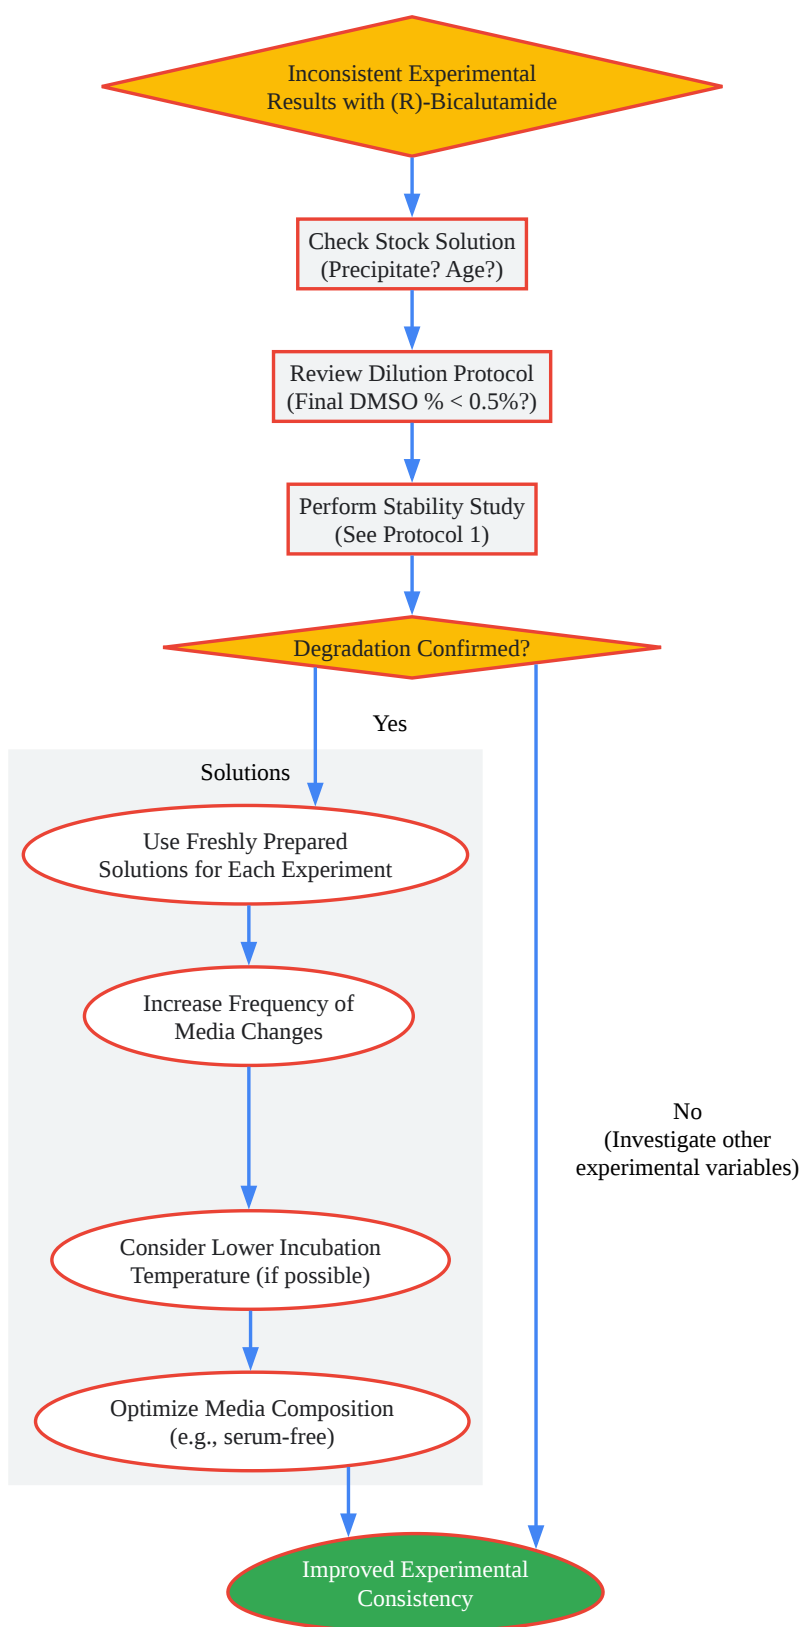 Inconsistent Experimental
Results with (R)-Bicalutamide
Check Stock Solution
(Precipitate? Age?)
Review Dilution Protocol
(Final DMSO % < 0.5%?)
Perform Stability Study
(See Protocol 1)
Degradation Confirmed?
Yes
Solutions
Use Freshly Prepared
Solutions for Each Experiment
Increase Frequency of
Media Changes
No
(Investigate other
experimental variables)
Consider Lower Incubation
Temperature (if possible)
Optimize Media Composition
(e.g., serum-free)
Improved Experimental
Consistency